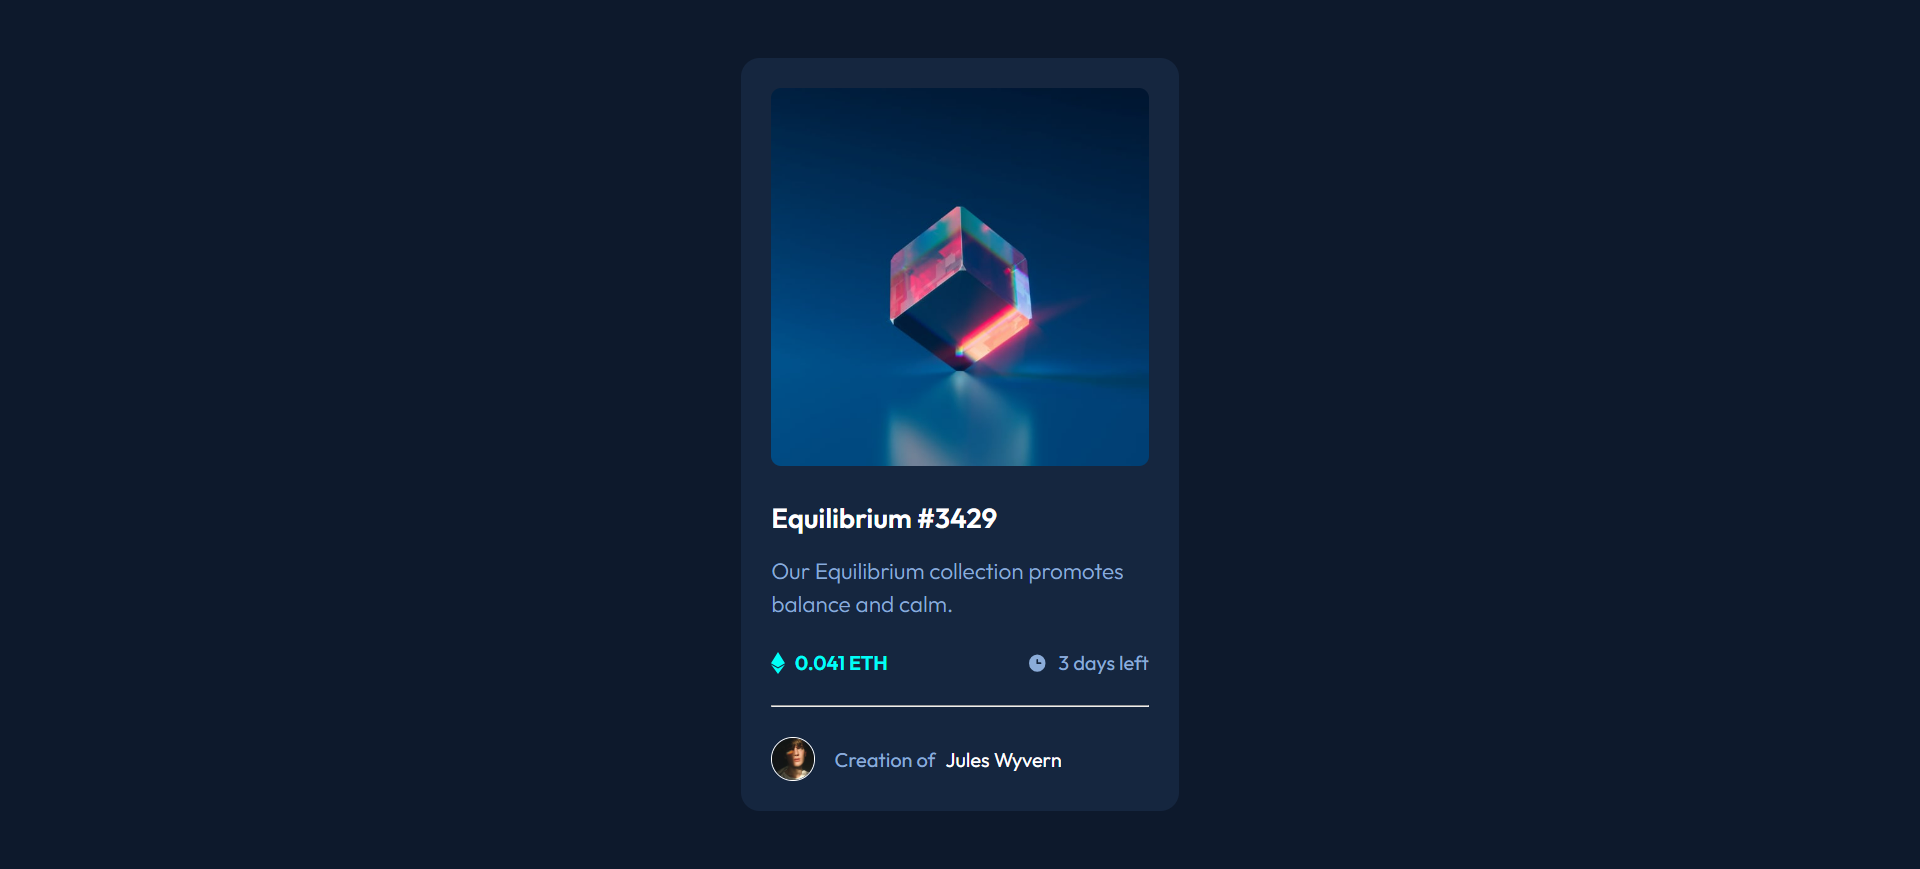 Equilibrium #3429
Our Equilibrium collection promotes
balance and calm.
0.041 ETH
3 days left
Creation of Jules Wyvern